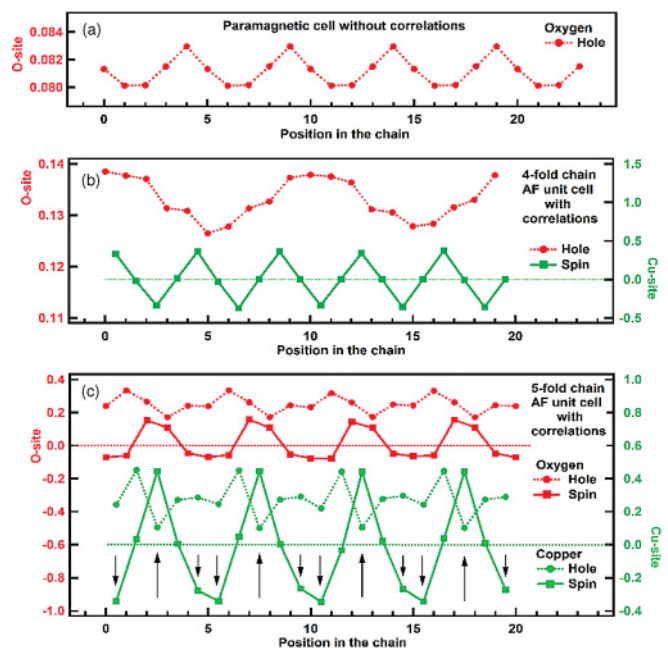 (a)
Paramagnetic cell without correlations
Oxygen
Hole
O-site
0.084
0.082
0.080
0 5 10 15 20
Position in the chain
(b)
4-fold chain
AF unit cell
with
correlations
Hole
Spin
O-site
0.14
0.13
0.12
0.11
1.5
1.0
0.5
0.0
-0.5
Cu-site
0 5 10 15 20
Position in the chain
(c)
5-fold chain
AF unit cell
with
correlations
Oxygen
Hole
Spin
Copper
Hole
Spin
O-site
0.4
0.2
0.0
-0.2
-0.4
-0.6
-0.8
-1.0
1.0
0.8
0.6
0.4
0.2
0.0
-0.2
-0.4
Cu-site
0 5 10 15 20
Position in the chain